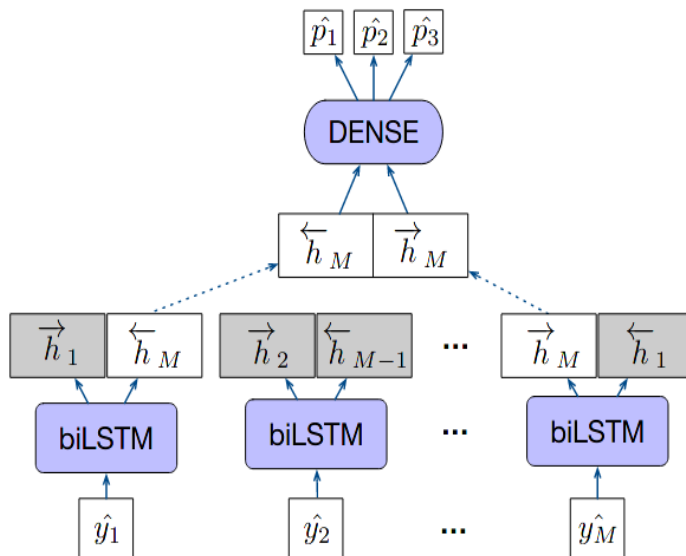 p̂₁ p̂₂ p̂₃
DENSE
←h M →h M
→h 1 ←h M →h 2 ←h M−1 ... →h M ←h 1
biLSTM biLSTM ... biLSTM
ŷ₁ ŷ₂ ... ŷM